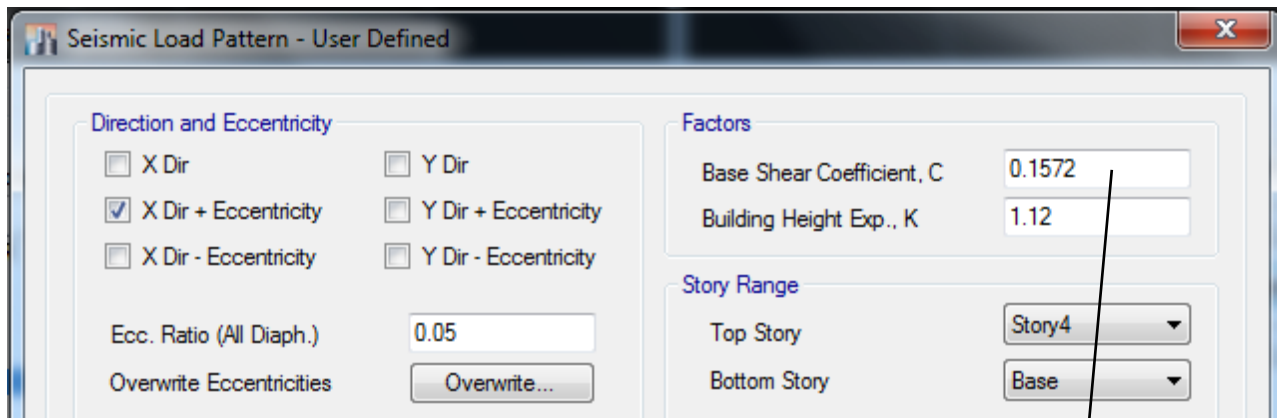 Seismic Load Pattern - User Defined
Direction and Eccentricity
X Dir
Y Dir
X Dir + Eccentricity
Y Dir + Eccentricity
X Dir - Eccentricity
Y Dir - Eccentricity
Ecc. Ratio (All Diaph.)
0.05
Overwrite Eccentricities
Overwrite...
Factors
Base Shear Coefficient, C
0.1572
Building Height Exp., K
1.12
Story Range
Top Story
Story4
Bottom Story
Base